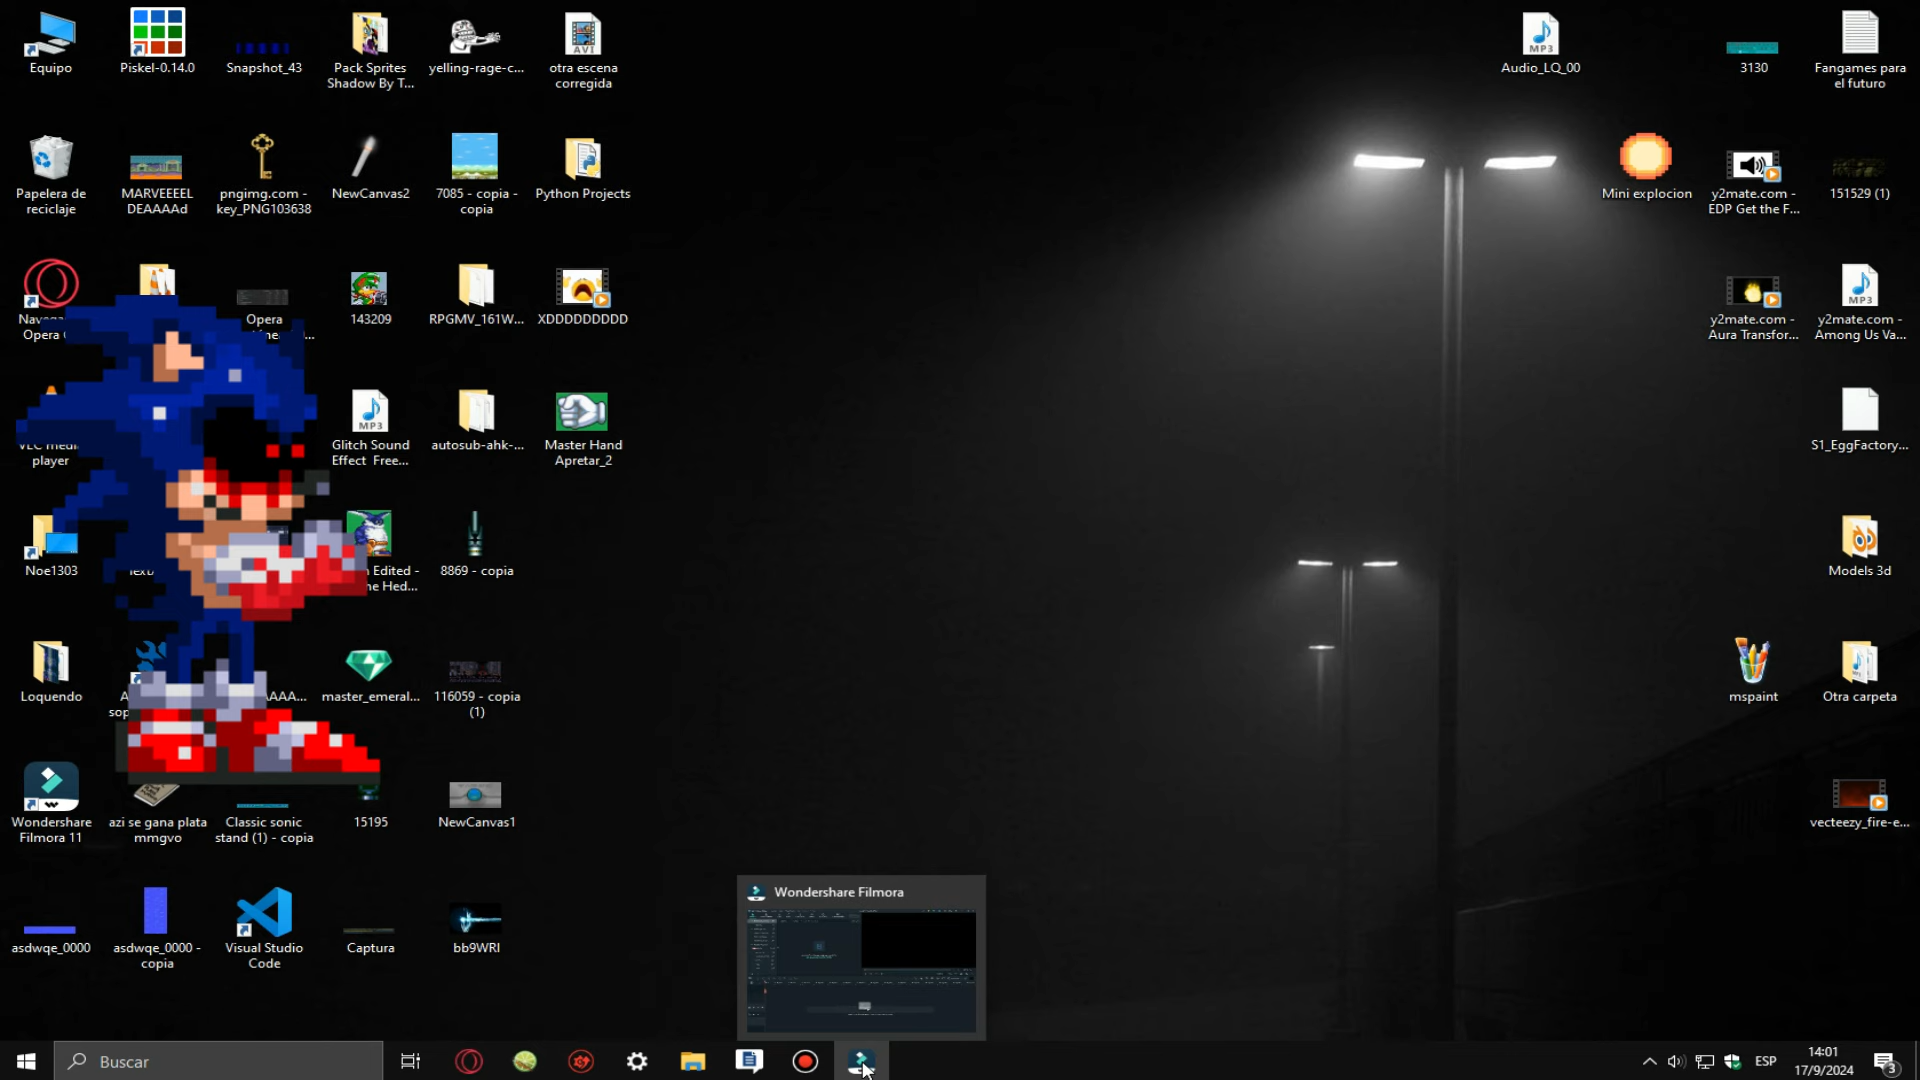 Equipo
Piskel-0.14.0
Snapshot_43
Pack Sprites
Shadow By T...
yelling-rage-c...
otra escena
corregida
Audio_LQ_00
3130
Fangames para
el futuro
Papelera de
reciclaje
MARVEEEEL
DEAAAAd
pngimg.com -
key_PNG103638
NewCanvas2
7085 - copia -
copia
Python Projects
Mini explocion
y2mate.com -
EDP Get the F...
151529 (1)
Opera
143209
RPGMV_161W...
XDDDDDDDDD
y2mate.com -
Aura Transfor...
y2mate.com -
Among Us Va...
player
Glitch Sound
Effect Free...
autosub-ahk-...
Master Hand
Apretar_2
S1_EggFactory...
Noe1303
Edited -
8869 - copia
Models 3d
Loquendo
master_emeral...
116059 - copia
(1)
mspaint
Otra carpeta
Wondershare
Filmora 11
azi se gana plata
mmgvo
Classic sonic
stand (1) - copia
15195
NewCanvas1
vecteezy_fire-e...
asdwqe_0000
asdwqe_0000 -
copia
Visual Studio
Code
Captura
bb9WRI
Wondershare Filmora
Buscar
ESP
14:01
17/9/2024
3
AVI
MP3
MP3
MP3